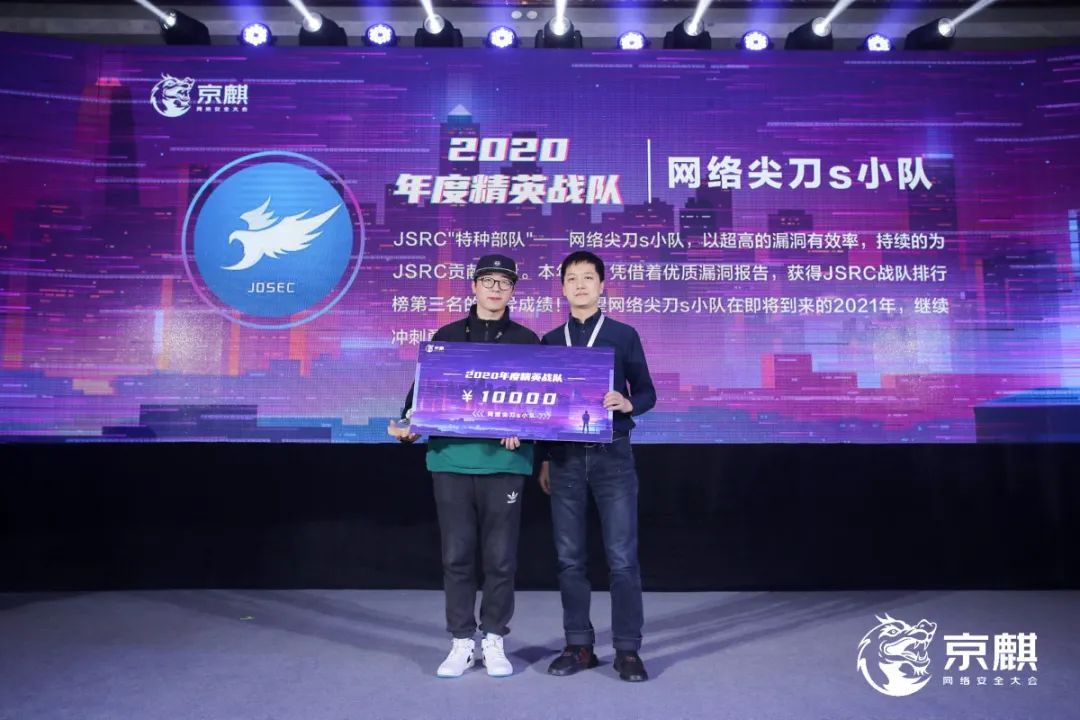 京麒
网络安全大会
2020
年度精英战队
网络尖刀s小队
JDSEC
JSRC"特种部队"——网络尖刀s小队，以超高的漏洞有效率，持续的为
JSRC贡献 。本年 凭借着优质漏洞报告，获得JSRC战队排行
榜第三名的 成绩！ 网络尖刀s小队在即将到来的2021年，继续
冲刺
京麒
2020年度精英战队
¥ 10000
《《 网络尖刀s小队 》》
京麒
网络安全大会